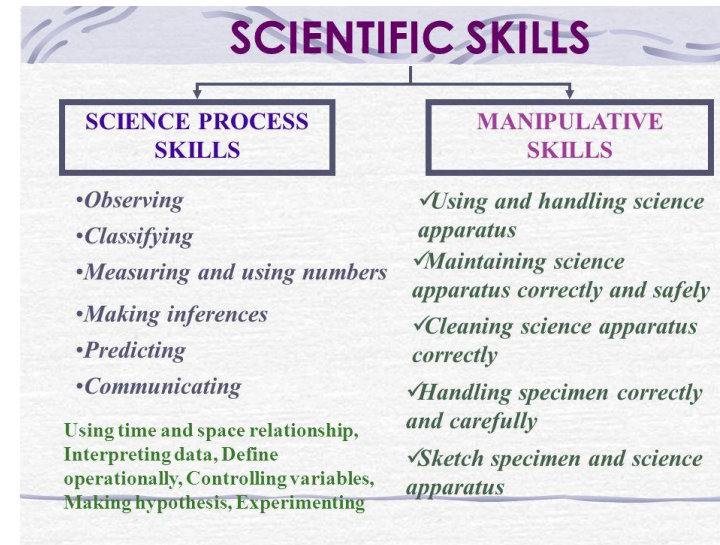 SCIENTIFIC SKILLS
SCIENCE PROCESS
SKILLS
•Observing
•Classifying
•Measuring and using numbers
•Making inferences
•Predicting
•Communicating
Using time and space relationship,
Interpreting data, Define
operationally, Controlling variables,
Making hypothesis, Experimenting
MANIPULATIVE
SKILLS
✓Using and handling science
apparatus
✓Maintaining science
apparatus correctly and safely
✓Cleaning science apparatus
correctly
✓Handling specimen correctly
and carefully
✓Sketch specimen and science
apparatus